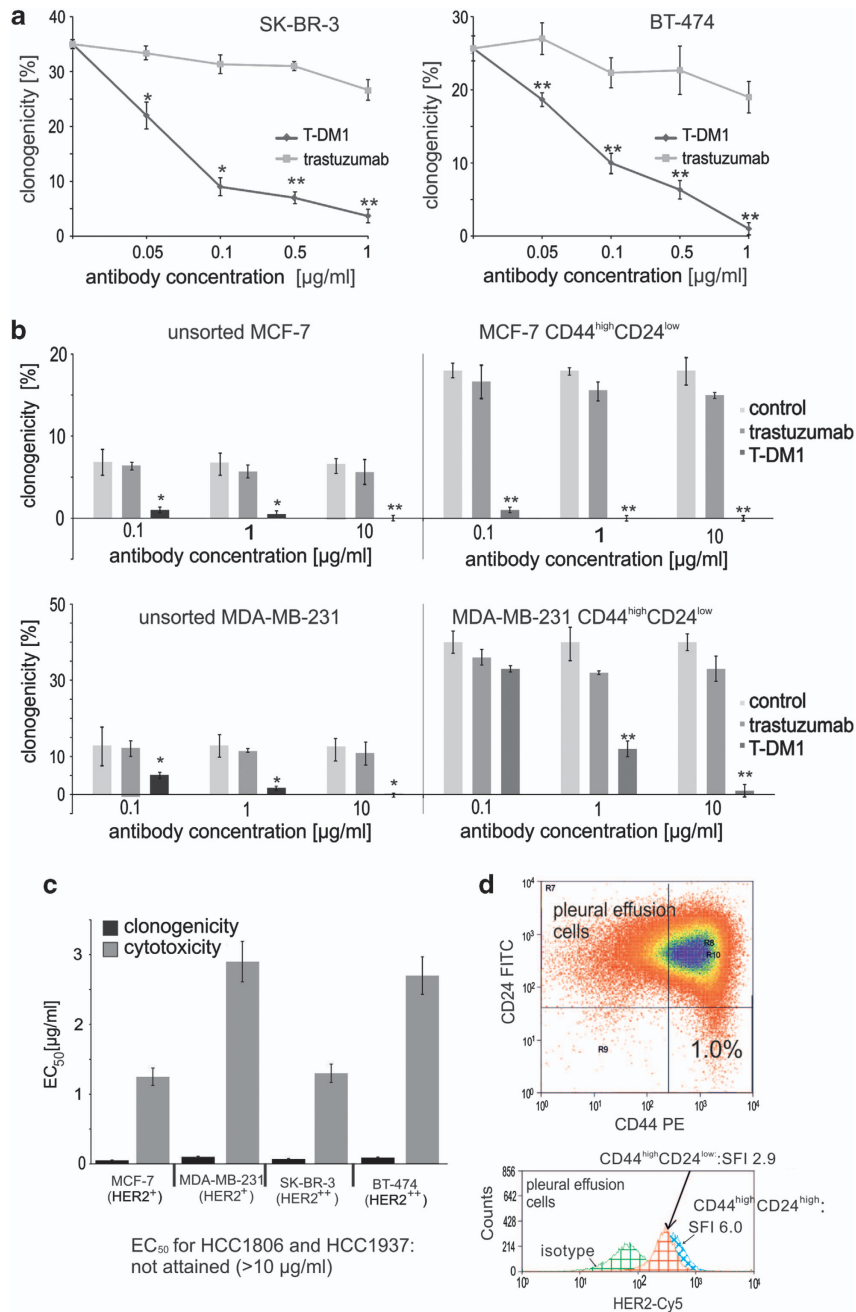 a
SK-BR-3
BT-474
clonogenicity [%]
40
30
20
10
0
T-DM1
trastuzumab
*
*
**
**
0.05 0.1 0.5 1
antibody concentration [µg/ml]
clonogenicity [%]
30
20
10
0
T-DM1
trastuzumab
**
**
**
**
0.05 0.1 0.5 1
antibody concentration [µg/ml]
b
unsorted MCF-7
MCF-7 CD44highCD24low
clonogenicity [%]
20
10
0
*
*
**
**
**
**
control
trastuzumab
T-DM1
0.1 1 10
0.1 1 10
antibody concentration [µg/ml]
antibody concentration [µg/ml]
unsorted MDA-MB-231
MDA-MB-231 CD44highCD24low
clonogenicity [%]
50
30
10
0
*
*
*
**
**
control
trastuzumab
T-DM1
0.1 1 10
0.1 1 10
antibody concentration [µg/ml]
antibody concentration [µg/ml]
c
clonogenicity
cytotoxicity
EC50[µg/ml]
3
2
1
0
MCF-7
(HER2+)
MDA-MB-231
(HER2+)
SK-BR-3
(HER2++)
BT-474
(HER2++)
EC50 for HCC1806 and HCC1937:
not attained (>10 µg/ml)
d
R7
pleural effusion
cells
R8
R10
R9
1.0%
CD24 FITC
10⁴
10³
10²
10¹
10⁰
10⁰ 10¹ 10² 10³ 10⁴
CD44 PE
CD44highCD24low:SFI 2.9
pleural effusion
cells
CD44highCD24high:
SFI 6.0
isotype
Counts
856
642
428
214
0
10⁰ 10¹ 10² 10³ 10⁴
HER2-Cy5